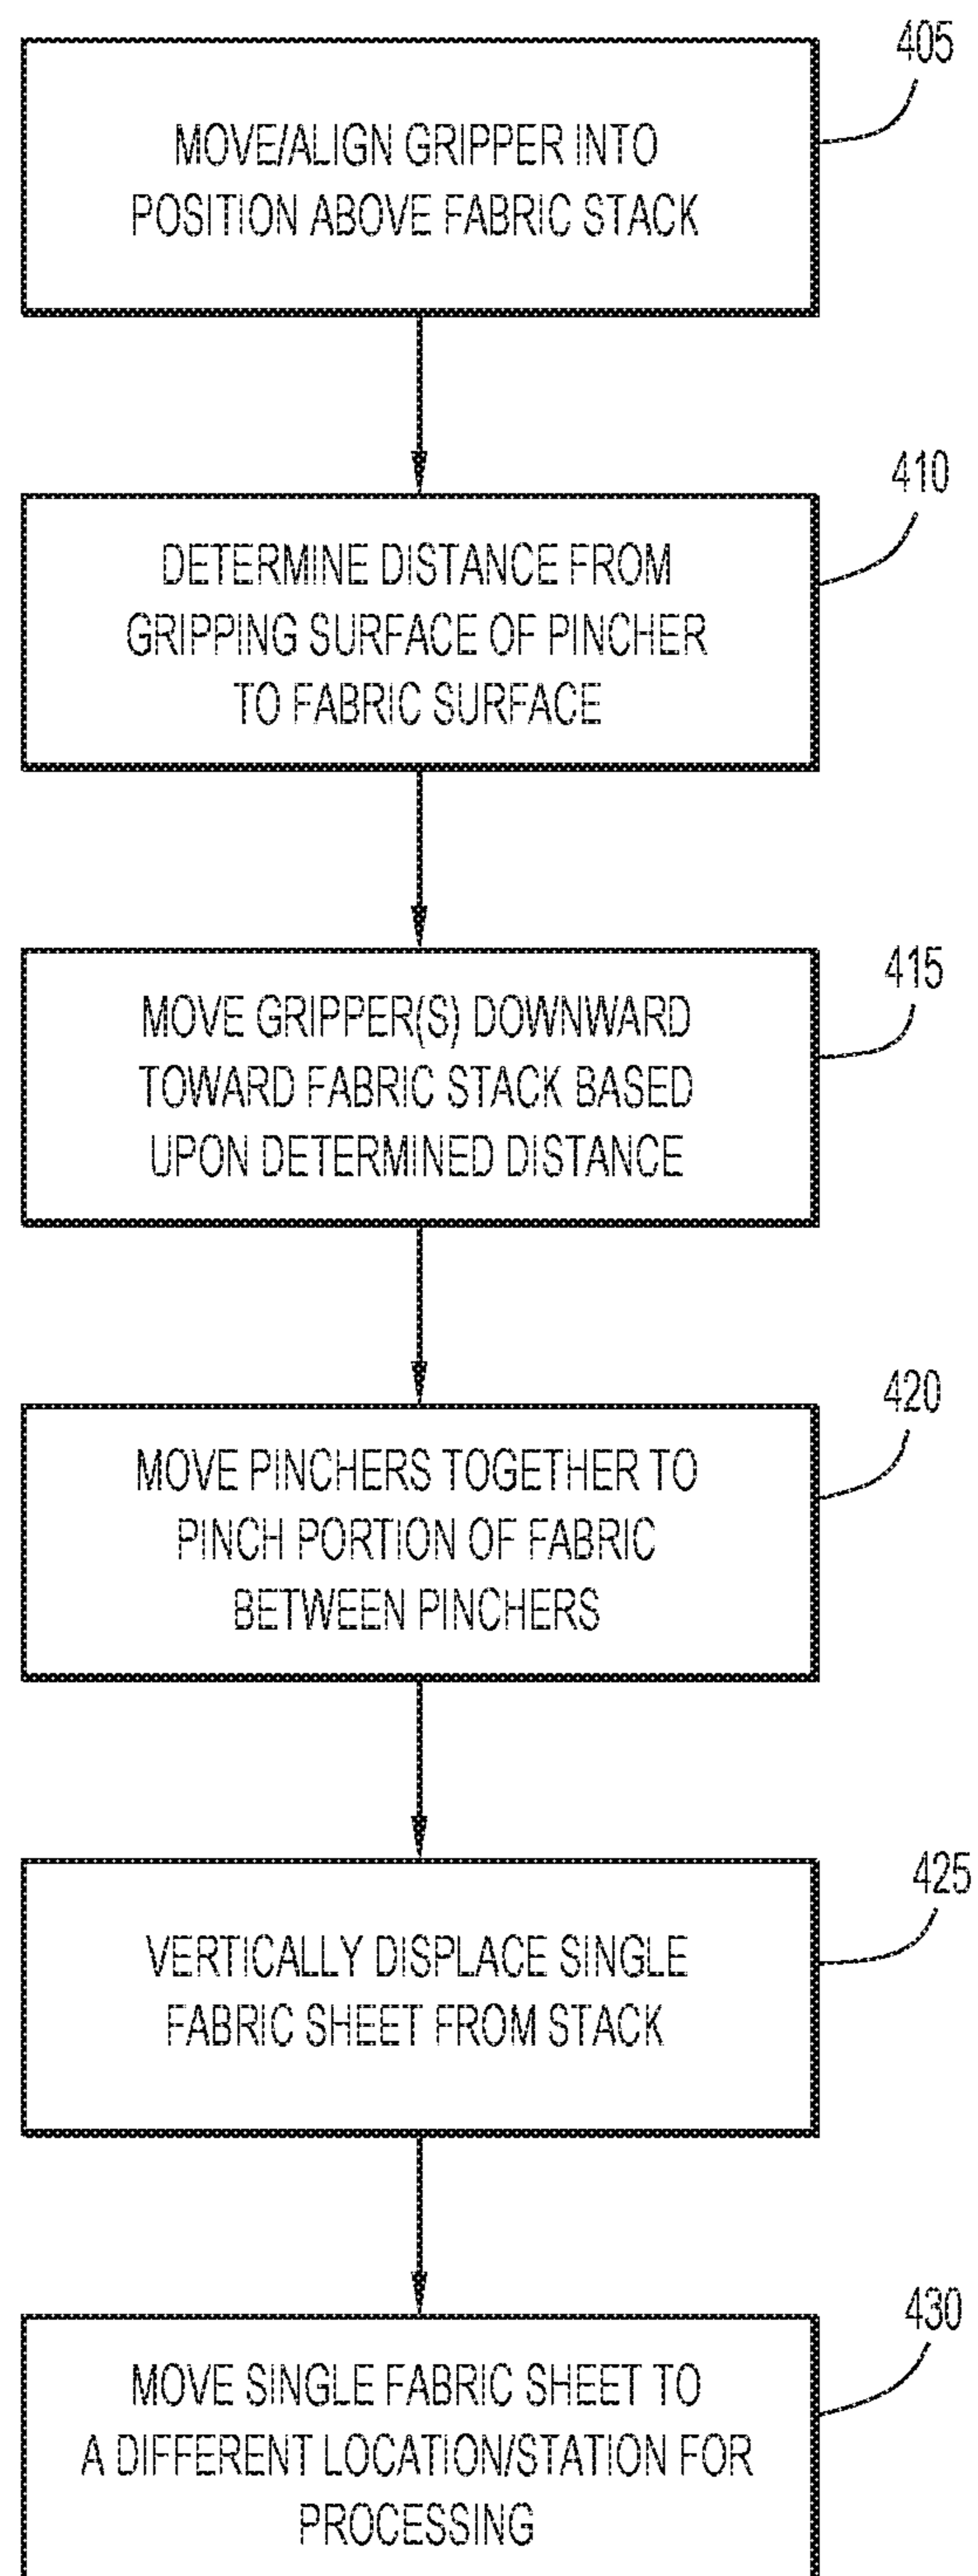 405
MOVE/ALIGN GRIPPER INTO
POSITION ABOVE FABRIC STACK
410
DETERMINE DISTANCE FROM
GRIPPING SURFACE OF PINCHER
TO FABRIC SURFACE
415
MOVE GRIPPER(S) DOWNWARD
TOWARD FABRIC STACK BASED
UPON DETERMINED DISTANCE
420
MOVE PINCHERS TOGETHER TO
PINCH PORTION OF FABRIC
BETWEEN PINCHERS
425
VERTICALLY DISPLACE SINGLE
FABRIC SHEET FROM STACK
430
MOVE SINGLE FABRIC SHEET TO
A DIFFERENT LOCATION/STATION FOR
PROCESSING